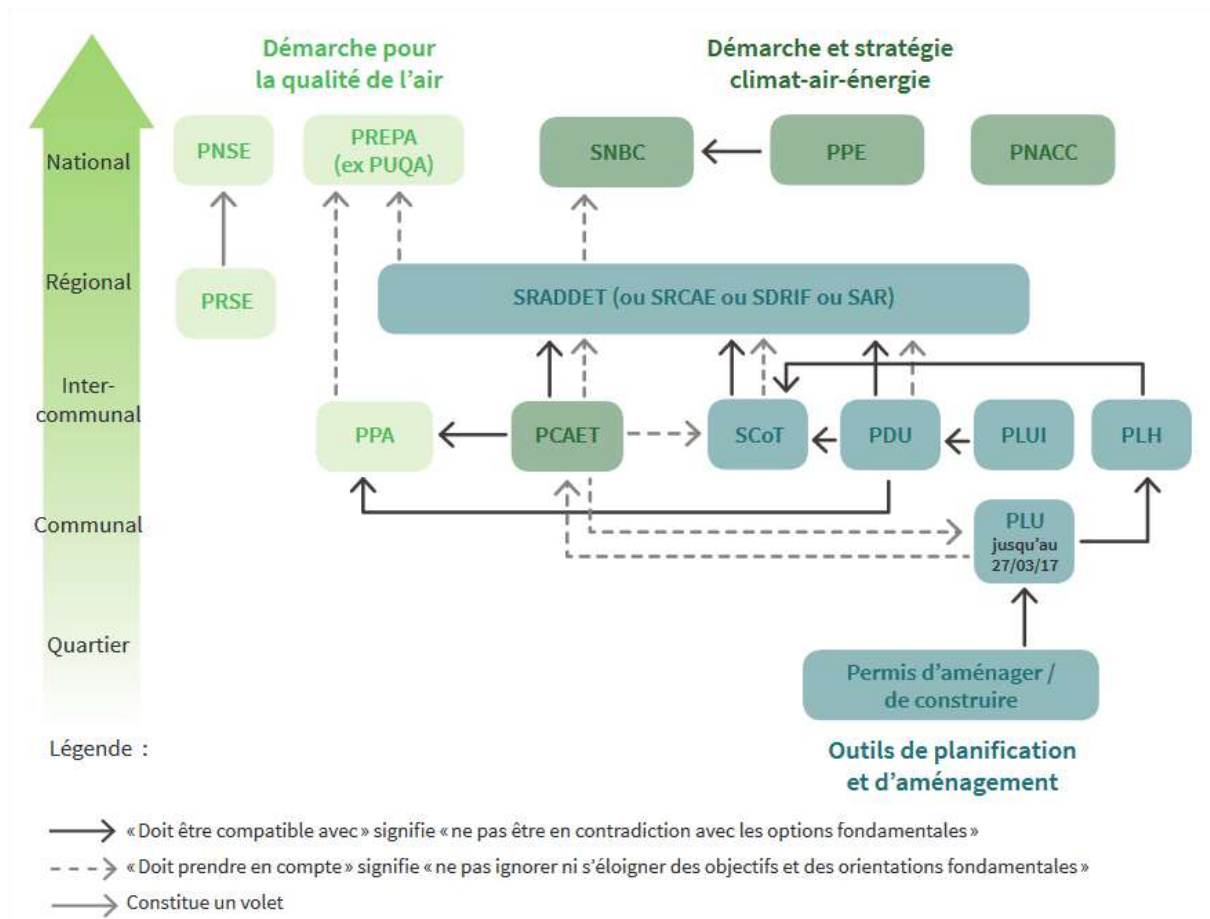 Démarche pour
la qualité de l'air
Démarche et stratégie
climat-air-énergie
National
PNSE
PREPA
(ex PUQA)
SNBC
PPE
PNACC
Régional
PRSE
SRADDET (ou SRCAE ou SDRIF ou SAR)
Inter-
communal
PPA
PCAET
SCoT
PDU
PLUI
PLH
Communal
PLU
jusqu'au
27/03/17
Quartier
Permis d'aménager /
de construire
Légende :
Outils de planification
et d'aménagement
« Doit être compatible avec » signifie « ne pas être en contradiction avec les options fondamentales »
« Doit prendre en compte » signifie « ne pas ignorer ni s'éloigner des objectifs et des orientations fondamentales »
Constitue un volet